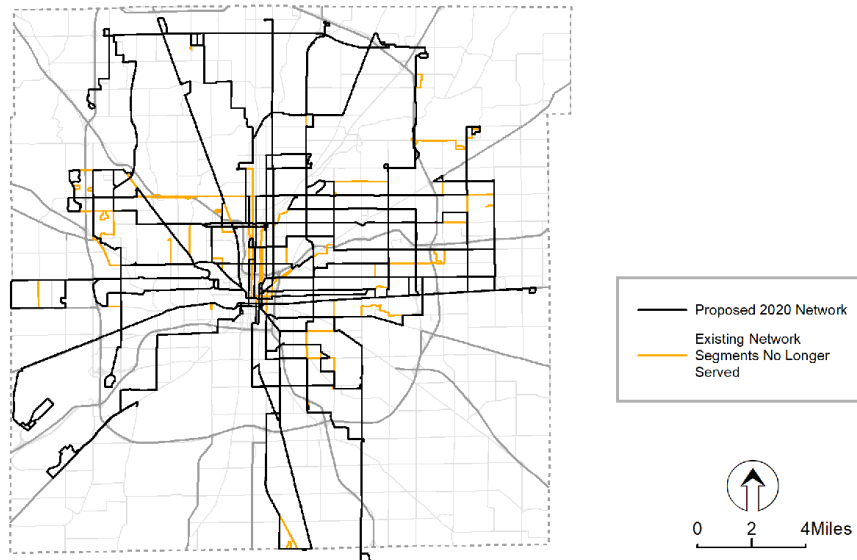 Proposed 2020 Network
Existing Network
Segments No Longer
Served
0 2 4Miles